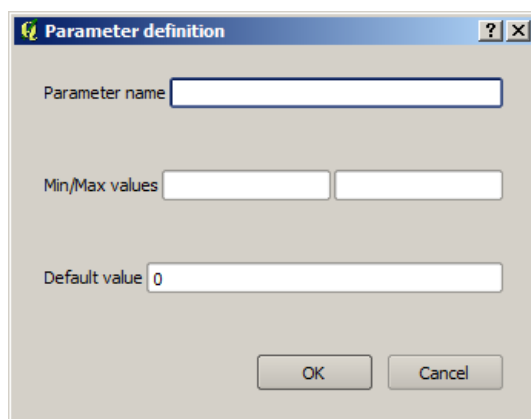 Parameter definition
Parameter name
Min/Max values
Default value 0
OK Cancel